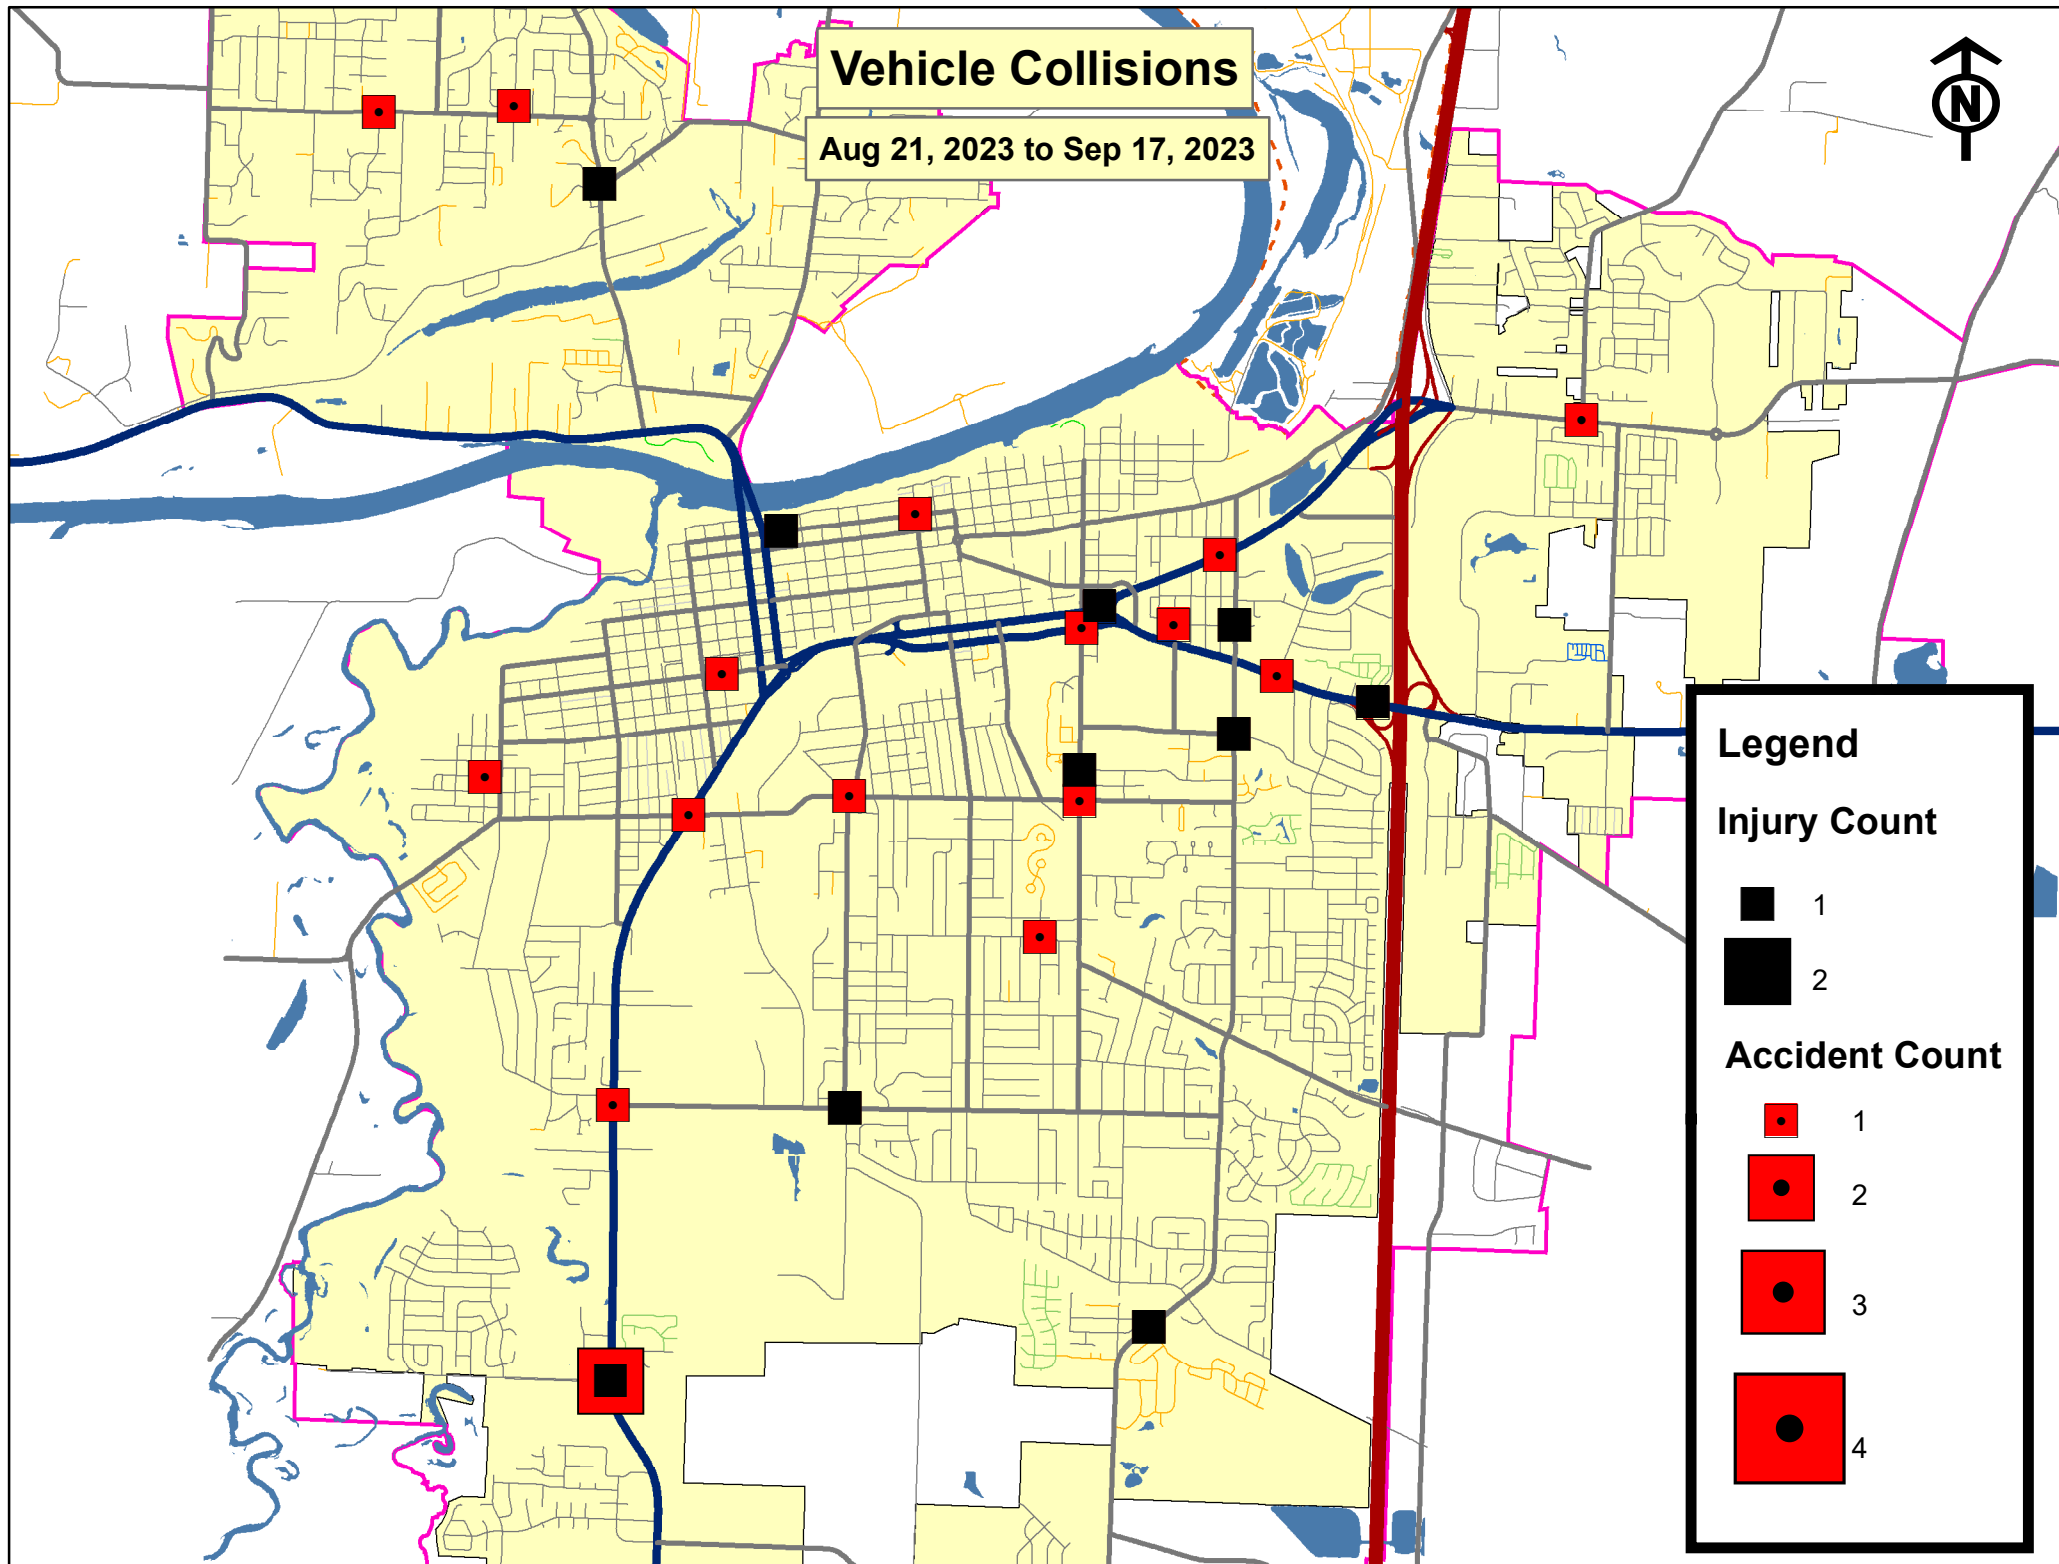 Vehicle Collisions
Aug 21, 2023 to Sep 17, 2023
N
Legend
Injury Count
1
2
Accident Count
1
2
3
4